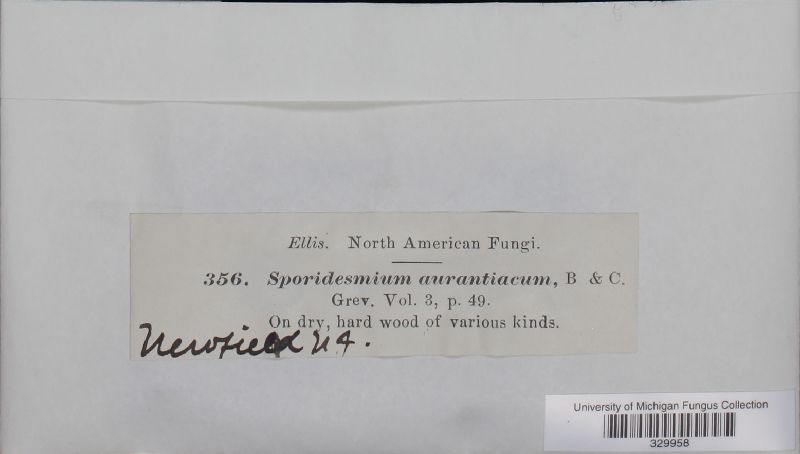 Ellis. North American Fungi.
356. Sporidesmium aurantiacum, B & C.
Grev. Vol. 3, p. 49.
On dry, hard wood of various kinds.
Newfield N J.
University of Michigan Fungus Collection
329958